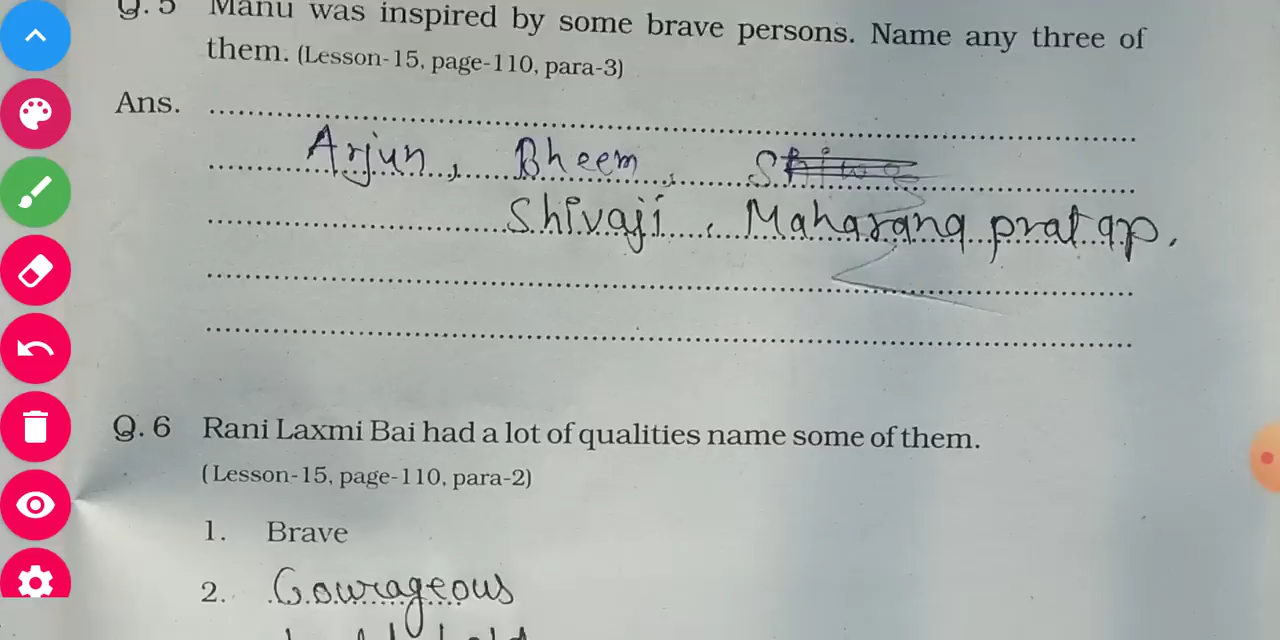 Q. 5 Manu was inspired by some brave persons. Name any three of
them. (Lesson-15, page-110, para-3)
Ans.
Arjun, Bheem,
Shivaji, Maharana pratap.
Q. 6 Rani Laxmi Bai had a lot of qualities name some of them.
(Lesson-15, page-110, para-2)
1. Brave
2. Courageous